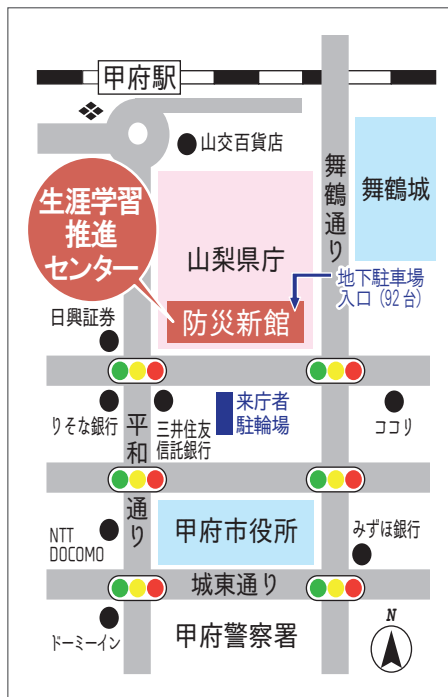 甲府駅
山交百貨店
舞鶴通り
舞鶴城
生涯学習
推進
センター
山梨県庁
地下駐車場
入口（92台）
防災新館
日興証券
りそな銀行
平和通り
三井住友
信託銀行
来庁者
駐輪場
ココリ
NTT
DOCOMO
甲府市役所
みずほ銀行
城東通り
ドーミーイン
甲府警察署
N